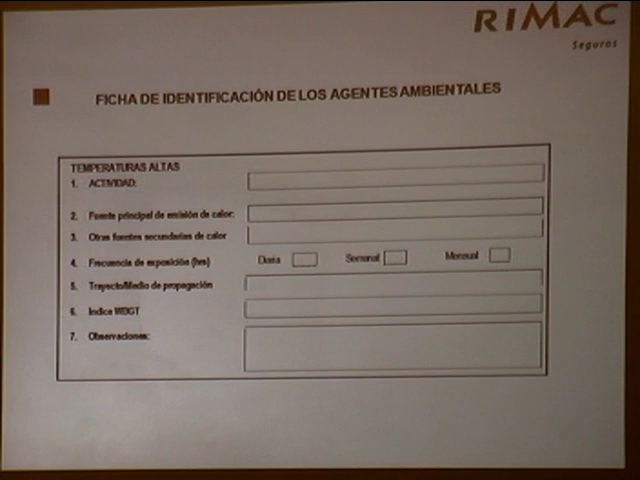 RIMAC
Seguros
FICHA DE IDENTIFICACIÓN DE LOS AGENTES AMBIENTALES
TEMPERATURAS ALTAS
1. ACTIVIDAD:
2. Fuente principal de emisión de calor:
3. Otras fuentes secundarias de calor
4. Frecuencia de exposición (hrs) Diaria Semanal Mensual
5. Trayecto/Medio de propagación
6. Indice WBGT
7. Observaciones: